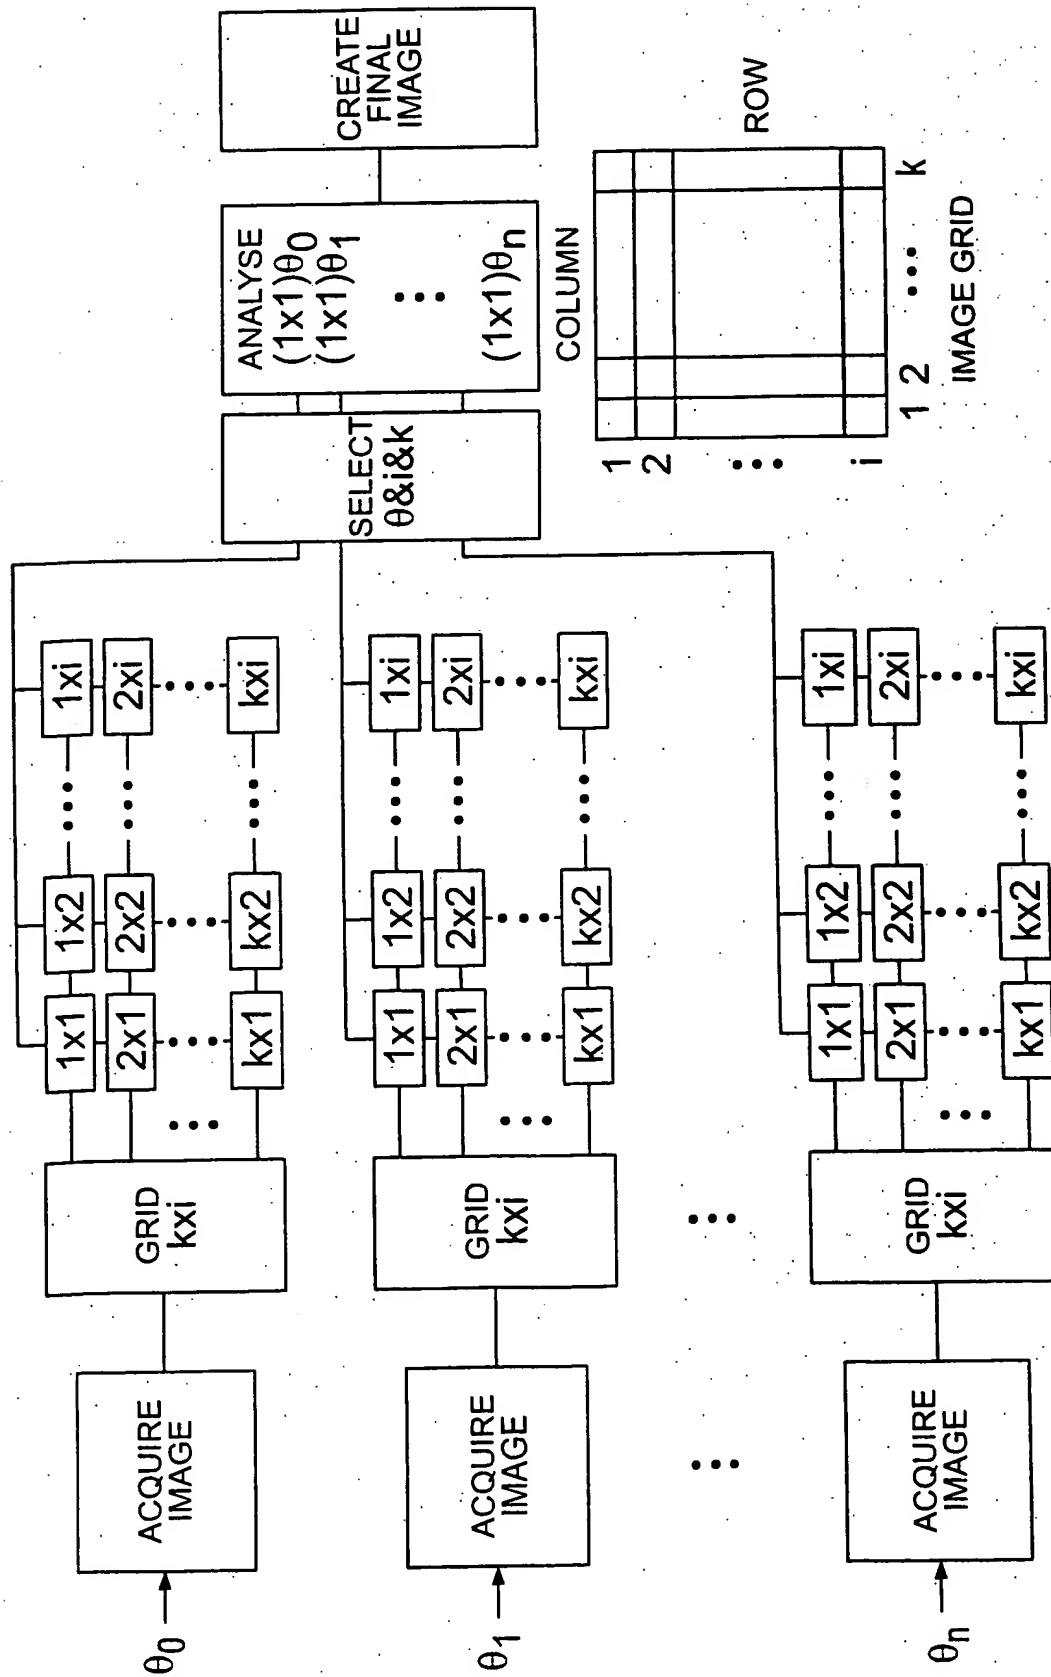 θ0
ACQUIRE
IMAGE
GRID
kxi
1x1 1x2 ... 1xi
2x1 2x2 ... 2xi
... kx1 kx2 ... kxi
θ1
ACQUIRE
IMAGE
GRID
kxi
1x1 1x2 ... 1xi
2x1 2x2 ... 2xi
... kx1 kx2 ... kxi
... ...
θn
ACQUIRE
IMAGE
GRID
kxi
1x1 1x2 ... 1xi
2x1 2x2 ... 2xi
... kx1 kx2 ... kxi
SELECT
θ&i&k
ANALYSE
(1x1)θ0
(1x1)θ1
...
(1x1)θn
CREATE
FINAL
IMAGE
COLUMN
1
2
...
i
1 2 ... k
ROW
IMAGE GRID